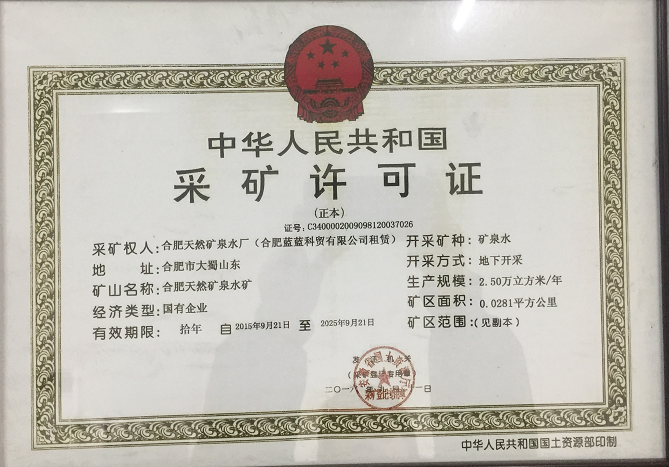 中华人民共和国
采矿许可证
(正本)
证号:C3400002009098120037026
采矿权人:合肥天然矿泉水厂(合肥蓝蓝科贸有限公司租赁)
地 址:合肥市大蜀山东
矿山名称:合肥天然矿泉水矿
经济类型:国有企业
有效期限: 拾年 自 2015年9月21日 至 2025年9月21日
开采矿种:矿泉水
开采方式:地下开采
生产规模:2.50万立方米/年
矿区面积:0.0281平方公里
矿区范围:(见副本)
机关
中华人民共和国国土资源部印制